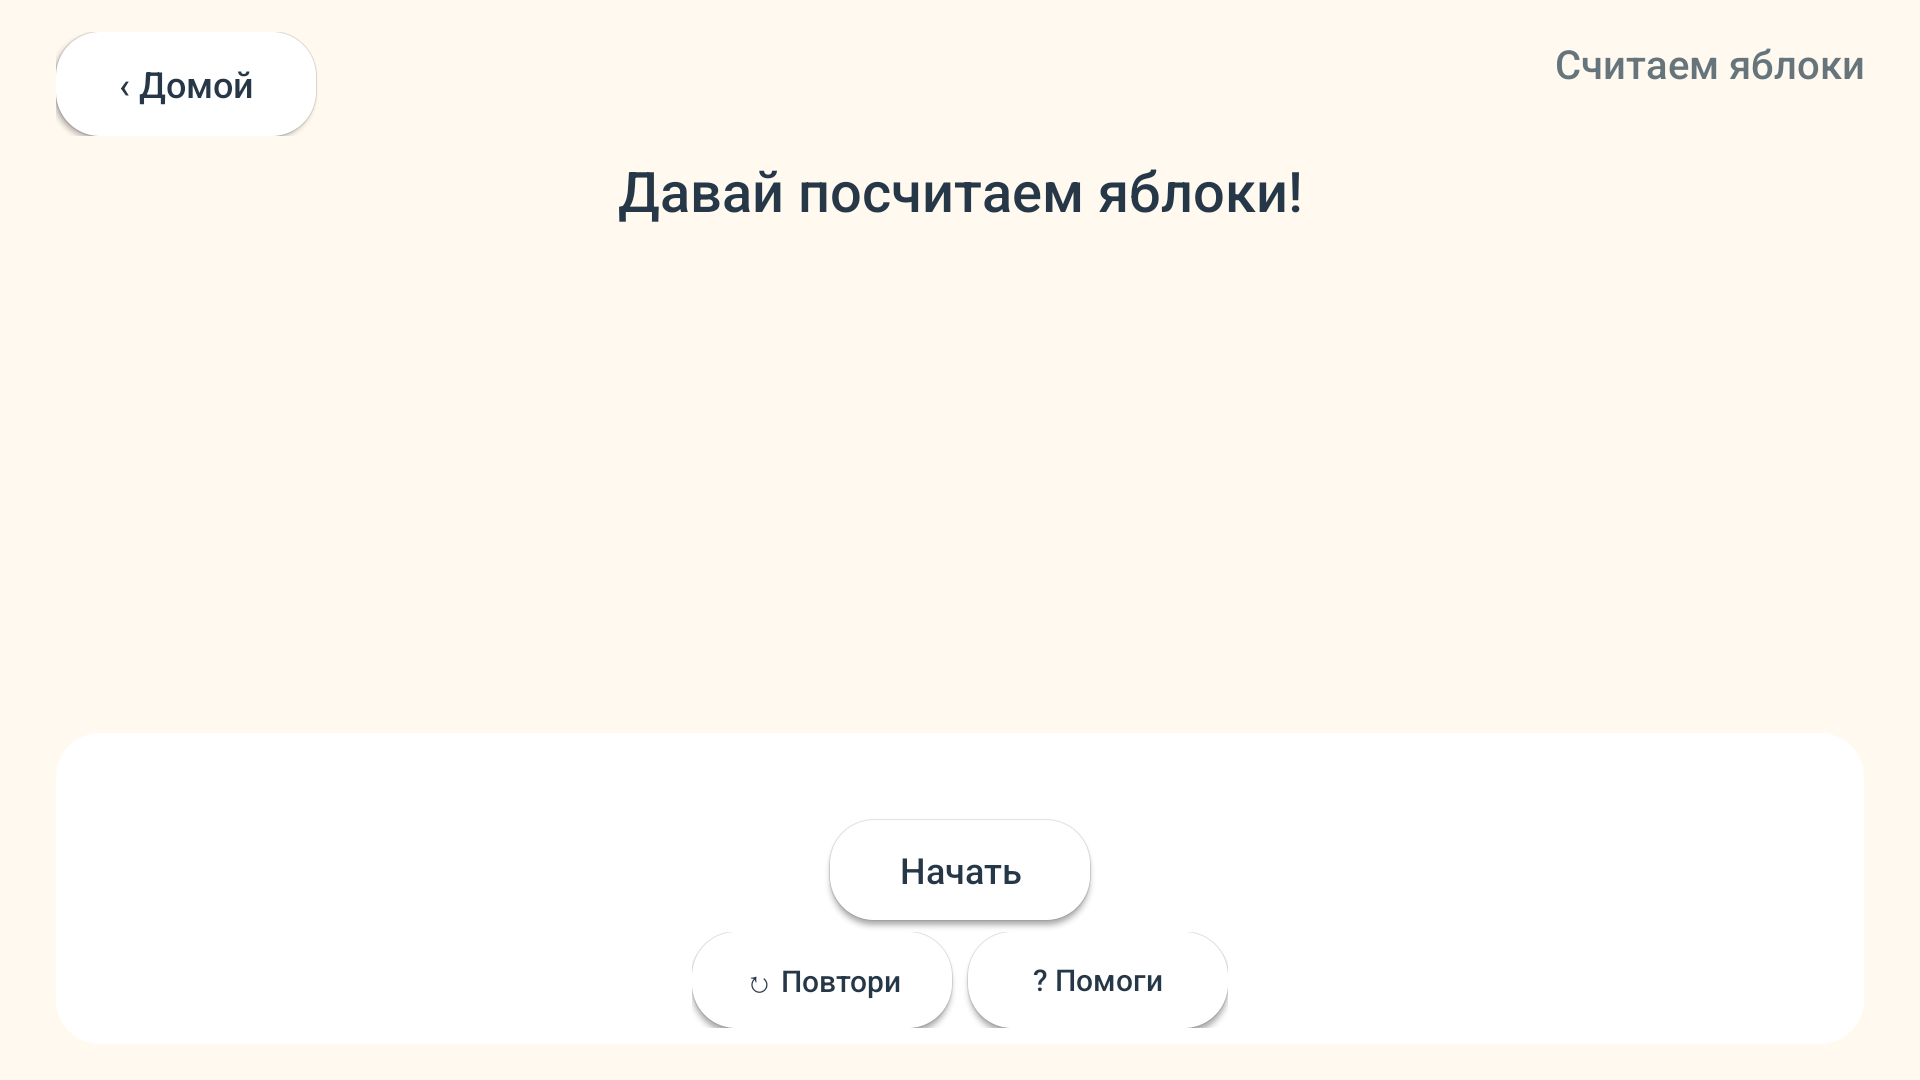 ‹ Домой
Считаем яблоки
Давай посчитаем яблоки!
Начать
↻ Повтори
? Помоги